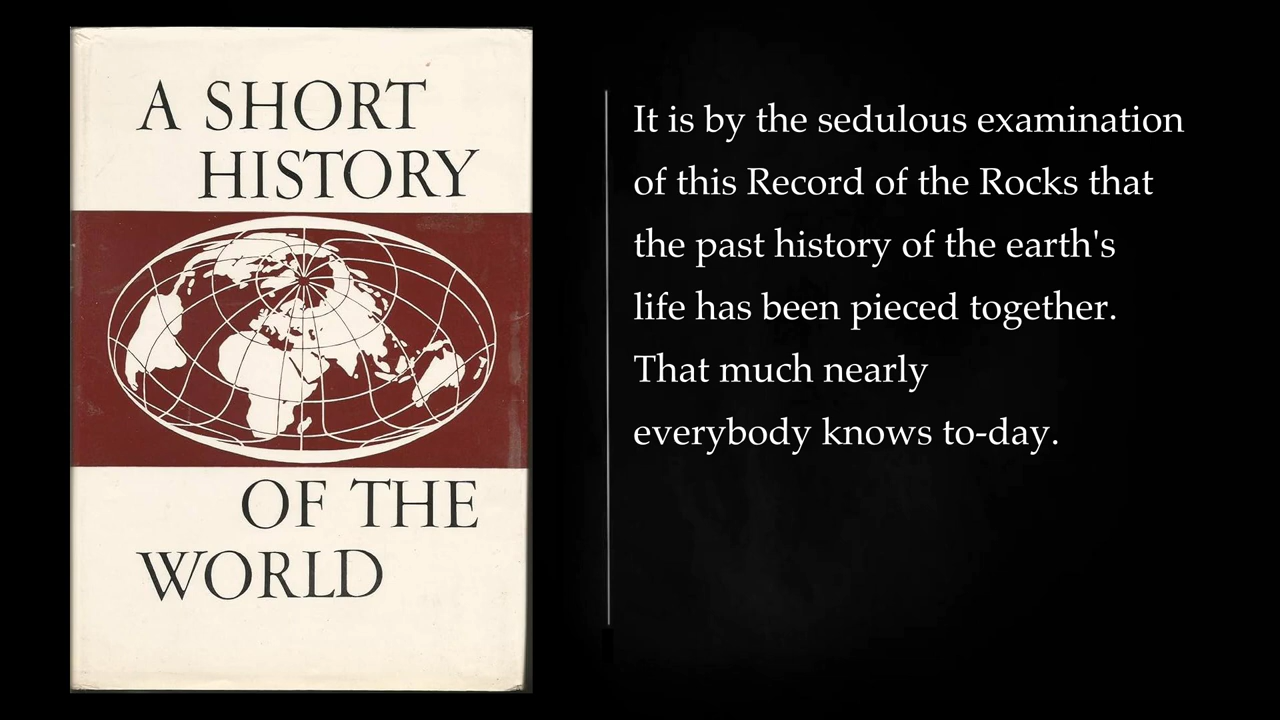 A SHORT
HISTORY
OF THE
WORLD
It is by the sedulous examination
of this Record of the Rocks that
the past history of the earth's
life has been pieced together.
That much nearly
everybody knows to-day.